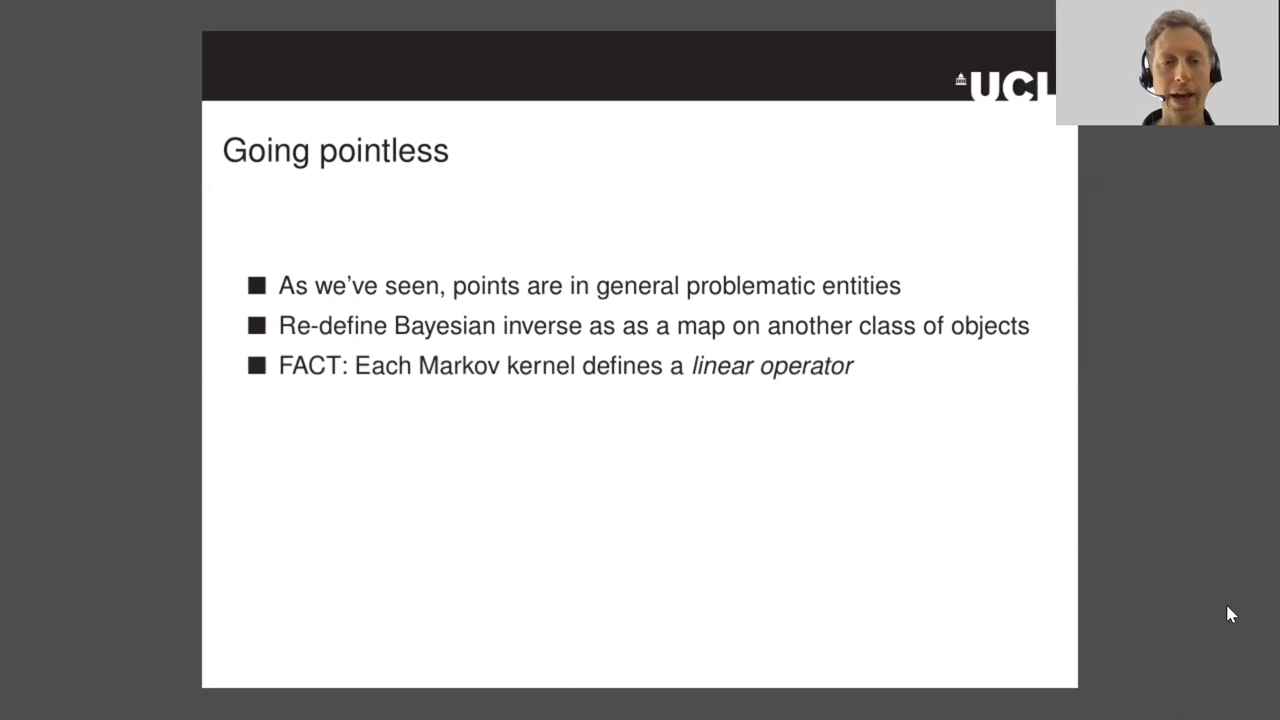 UCL
Going pointless
As we've seen, points are in general problematic entities
Re-define Bayesian inverse as as a map on another class of objects
FACT: Each Markov kernel defines a linear operator